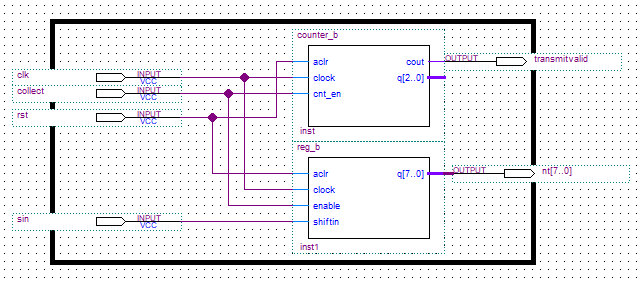 counter_b
clk INPUT VCC
aclr cout OUTPUT transmitvalid
clock q[2..0]
collect INPUT VCC
cnt_en
rst INPUT VCC
inst
reg_b
aclr q[7..0] OUTPUT nt[7..0]
clock
enable
sin INPUT VCC
shiftin
inst1